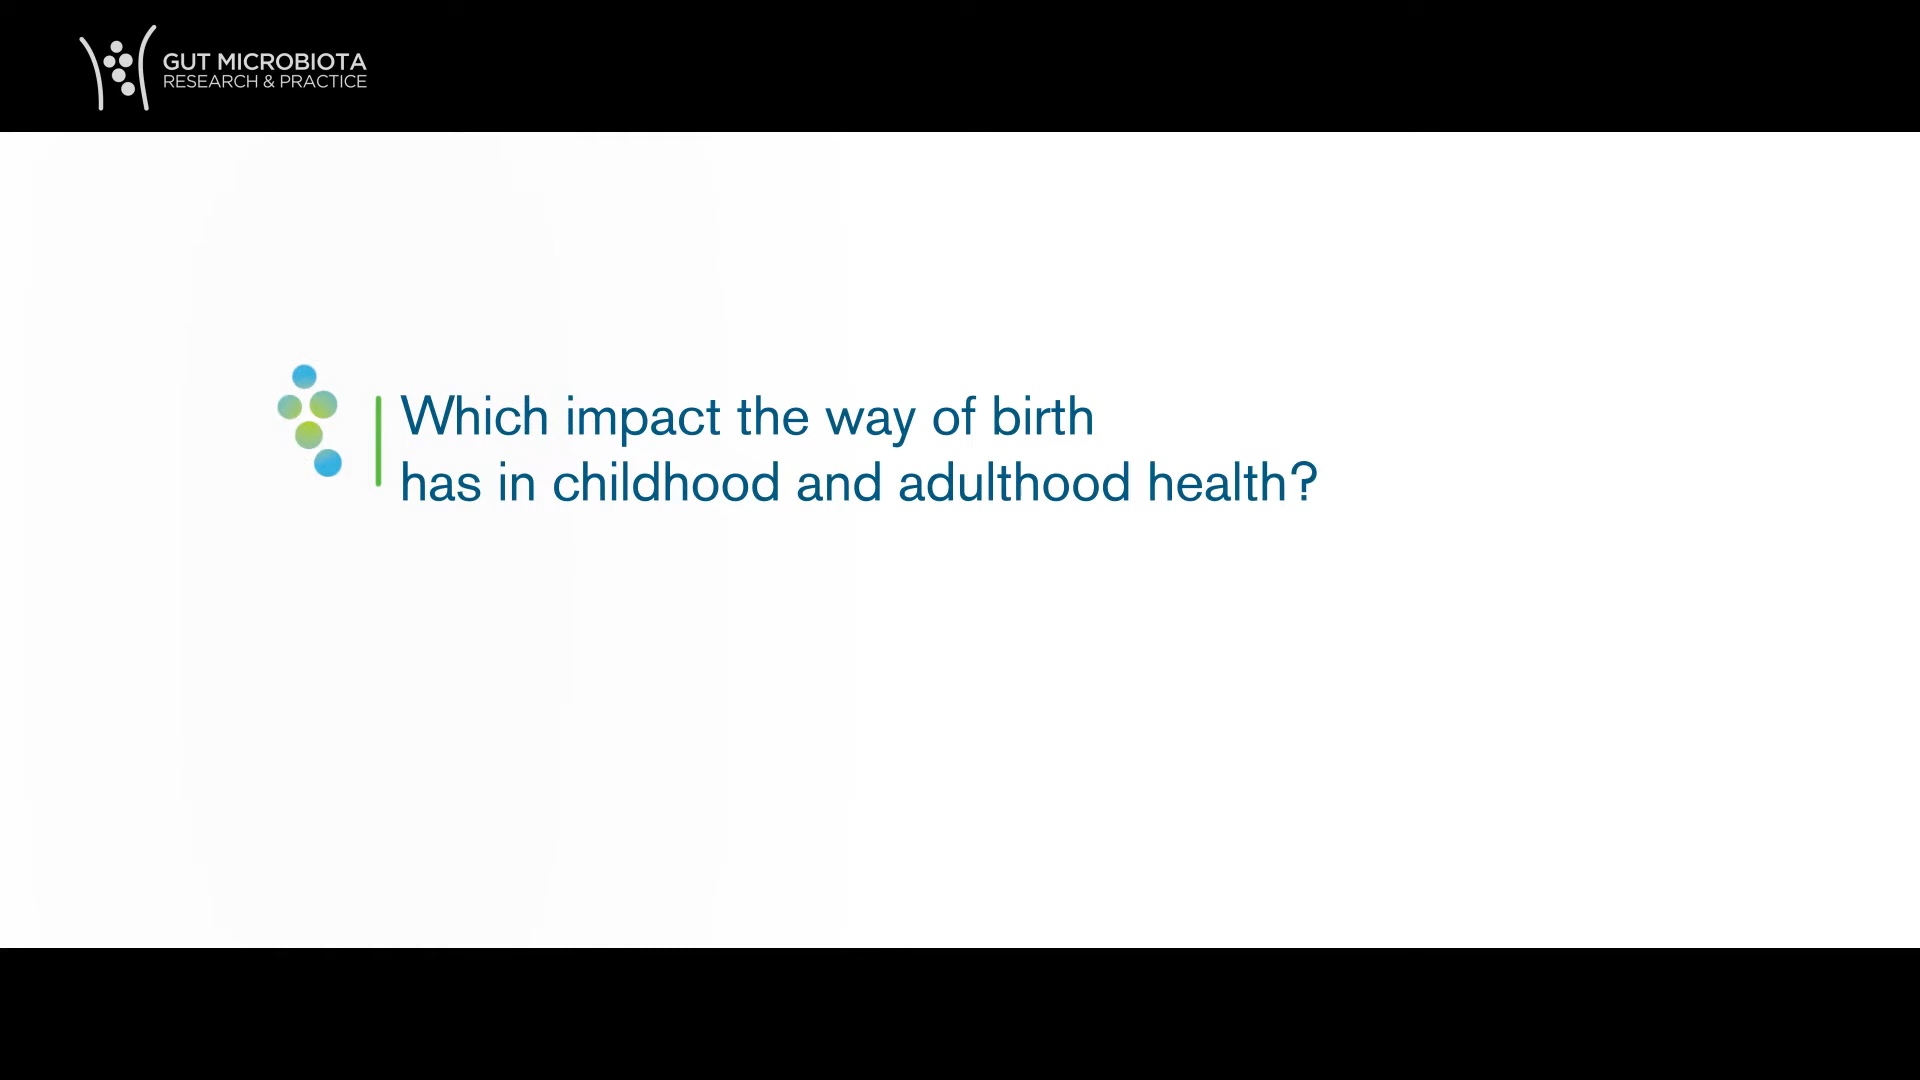 GUT MICROBIOTA
RESEARCH & PRACTICE
Which impact the way of birth
has in childhood and adulthood health?